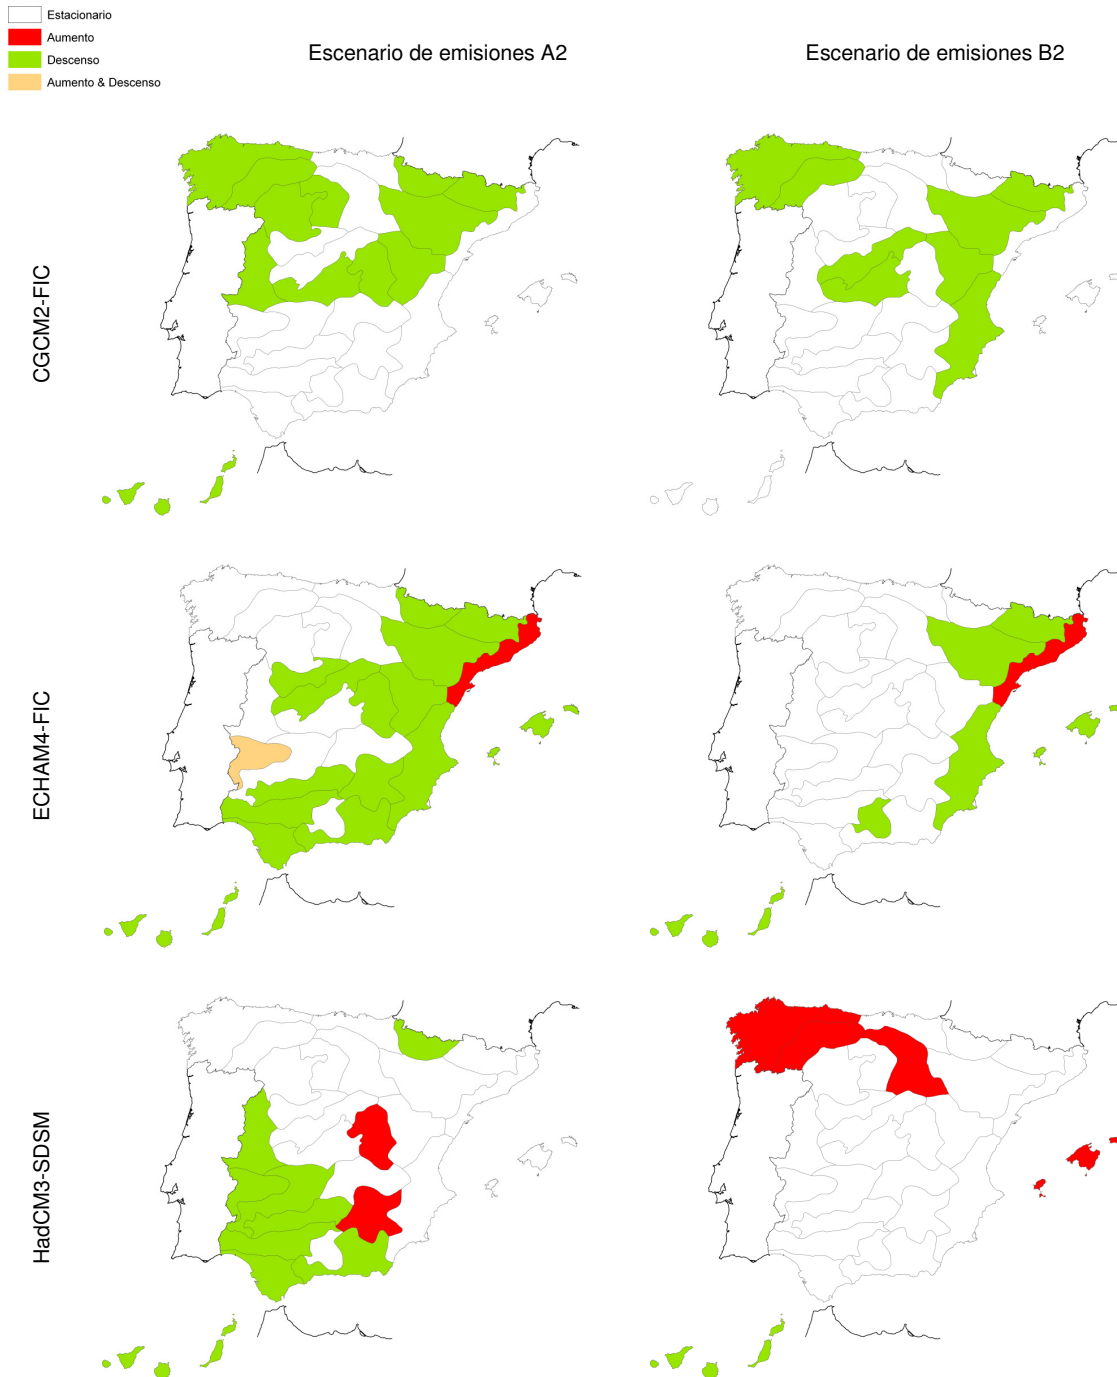 Estacionario
Aumento
Descenso
Aumento & Descenso
Escenario de emisiones A2
Escenario de emisiones B2
CGCM2-FIC
ECHAM4-FIC
HadCM3-SDSM